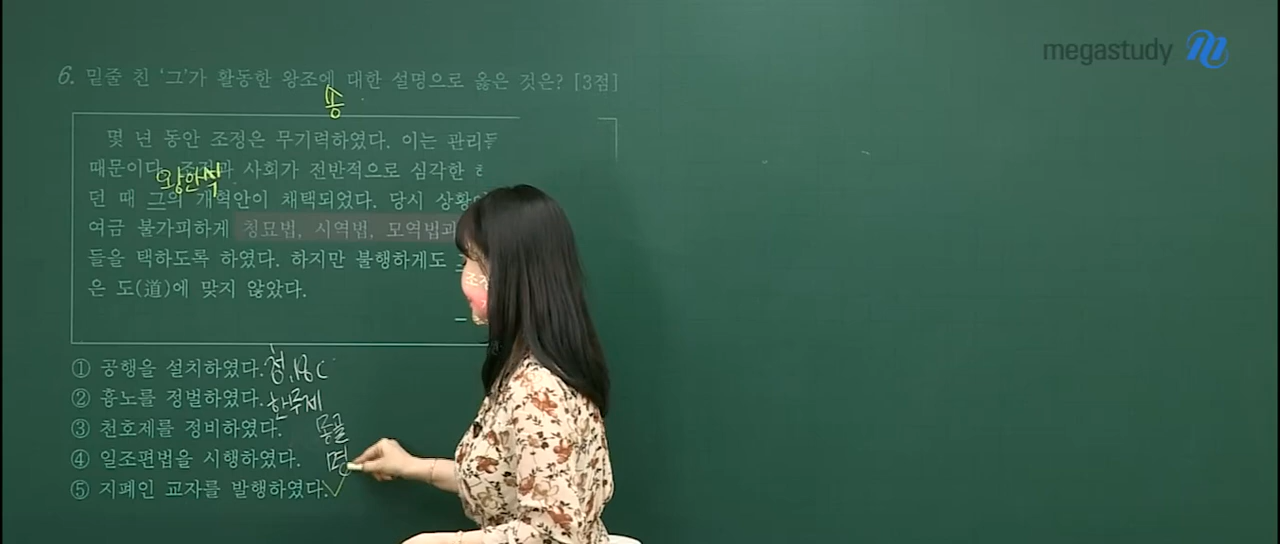 megastudy
6. 밑줄 친 '그'가 활동한 왕조에 대한 설명으로 옳은 것은? [3점]
송
몇 년 동안 조정은 무기력하였다. 이는 관리들
때문이다. 조정과 사회가 전반적으로 심각한
왕안석
던 때 그의 개혁안이 채택되었다. 당시 상황이
여금 불가피하게 청묘법, 시역법, 모역법과
들을 택하도록 하였다. 하지만 불행하게도
은 도(道)에 맞지 않았다.
① 공행을 설치하였다. 청, 18C
② 흉노를 정벌하였다. 한무제
③ 천호제를 정비하였다. 몽골
④ 일조편법을 시행하였다. 명
⑤ 지폐인 교자를 발행하였다. ✓